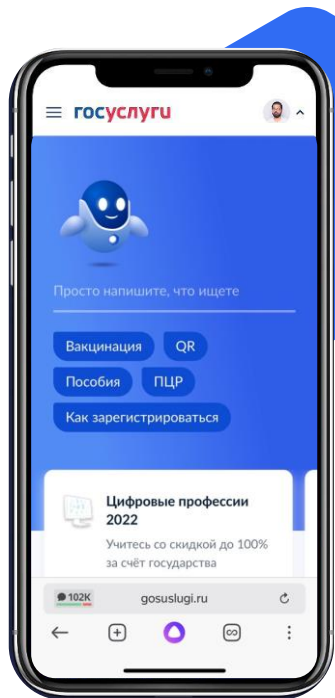 госуслуги
Просто напишите, что ищете
Вакцинация QR
Пособия ПЦР
Как зарегистрироваться
Цифровые профессии
2022
Учитесь со скидкой до 100%
за счёт государства
102K gosuslugi.ru